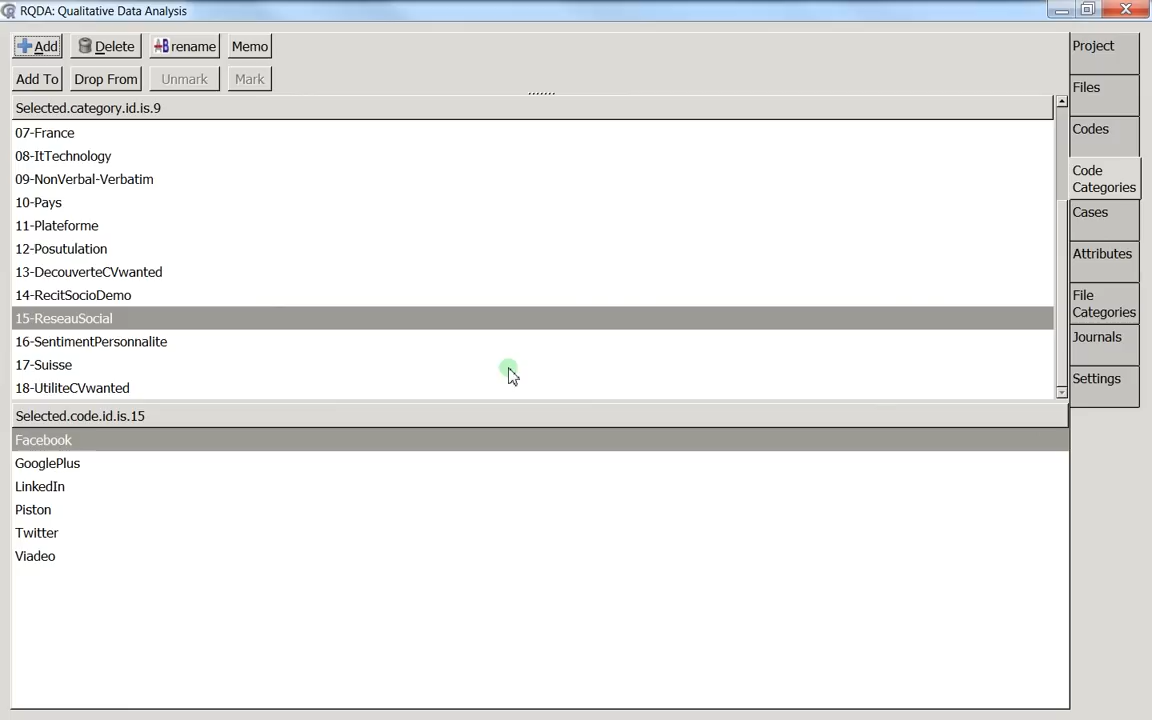 RQDA: Qualitative Data Analysis
Add Delete rename Memo
Add To Drop From Unmark Mark
Selected.category.id.is.9
07-France
08-ItTechnology
09-NonVerbal-Verbatim
10-Pays
11-Plateforme
12-Posutulation
13-DecouverteCVwanted
14-RecitSocioDemo
15-ReseauSocial
16-SentimentPersonnalite
17-Suisse
18-UtiliteCVwanted
Selected.code.id.is.15
Facebook
GooglePlus
LinkedIn
Piston
Twitter
Viadeo
Project
Files
Codes
Code
Categories
Cases
Attributes
File
Categories
Journals
Settings